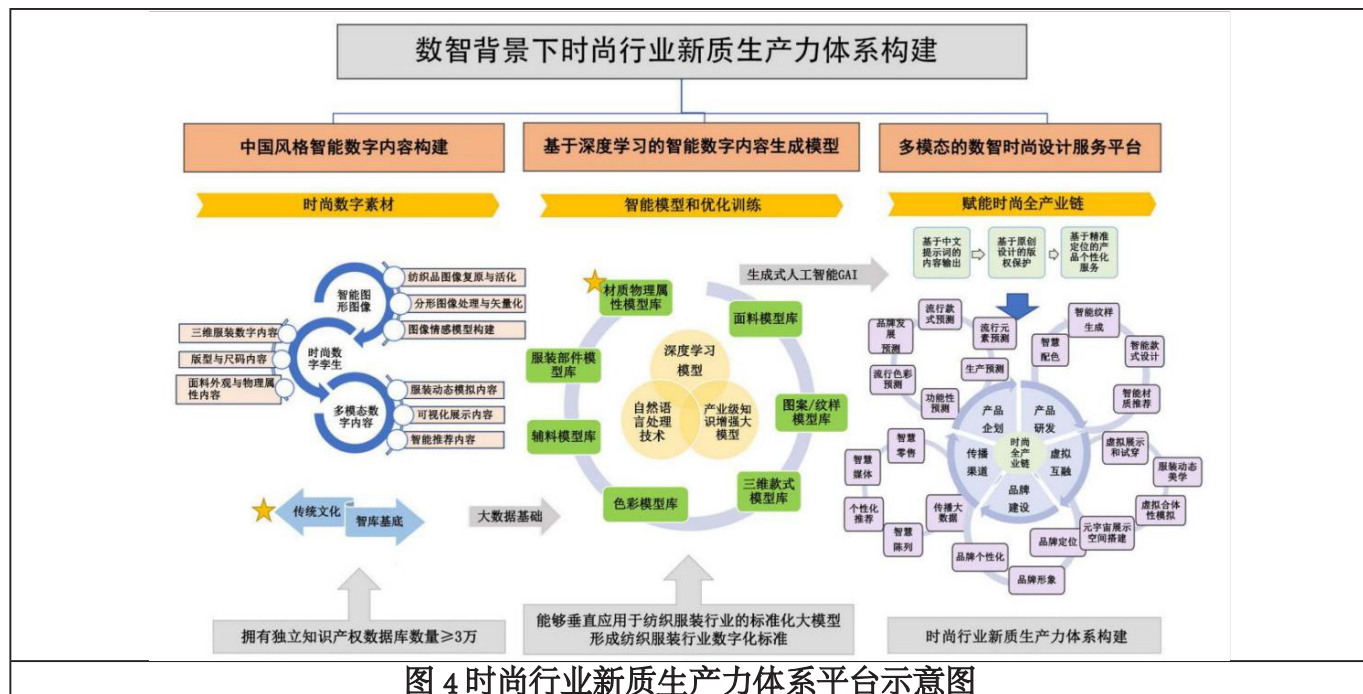 数智背景下时尚行业新质生产力体系构建
中国风格智能数字内容构建
时尚数字素材
智能图
形图像
纺织品图像复原与活化
分形图像处理与矢量化
图像情感模型构建
三维服装数字内容
版型与尺码内容
面料外观与物理属
性内容
时尚数
字孪生
多模态数
字内容
服装动态模拟内容
可视化展示内容
智能推荐内容
传统文化
智库基底
大数据基础
拥有独立知识产权数据库数量≥3万
基于深度学习的智能数字内容生成模型
智能模型和优化训练
生成式人工智能GAI
材质物理属
性模型库
面料模型库
服装部件模
型库
深度学习
模型
自然语
言处理
技术
产业级知
识增强大
模型
图案/纹样
模型库
辅料模型库
色彩模型库
三维款式
模型库
能够垂直应用于纺织服装行业的标准化大模型
形成纺织服装行业数字化标准
多模态的数智时尚设计服务平台
赋能时尚全产业链
基于中文
提示词的
内容输出
基于原创
设计的版
权保护
基于精准
定位的产
品个性化
服务
流行款
式预测
品牌发
展
预测
流行元
素预测
流行色彩
预测
生产预测
功能性
预测
智能纹样
生成
智慧
配色
智能款
式设计
智能材
质推荐
产品
企划
产品
研发
传播
渠道
时尚
全产
业链
虚拟
互融
品牌
建设
智慧
零售
智慧
媒体
个性化
推荐
传播大
数据
智慧
陈列
虚拟展示
和试穿
服装动态
美学
虚拟合体
性模拟
元宇宙展示
空间搭建
品牌定位
品牌个性化
品牌形象
时尚行业新质生产力体系构建
图 4 时尚行业新质生产力体系平台示意图